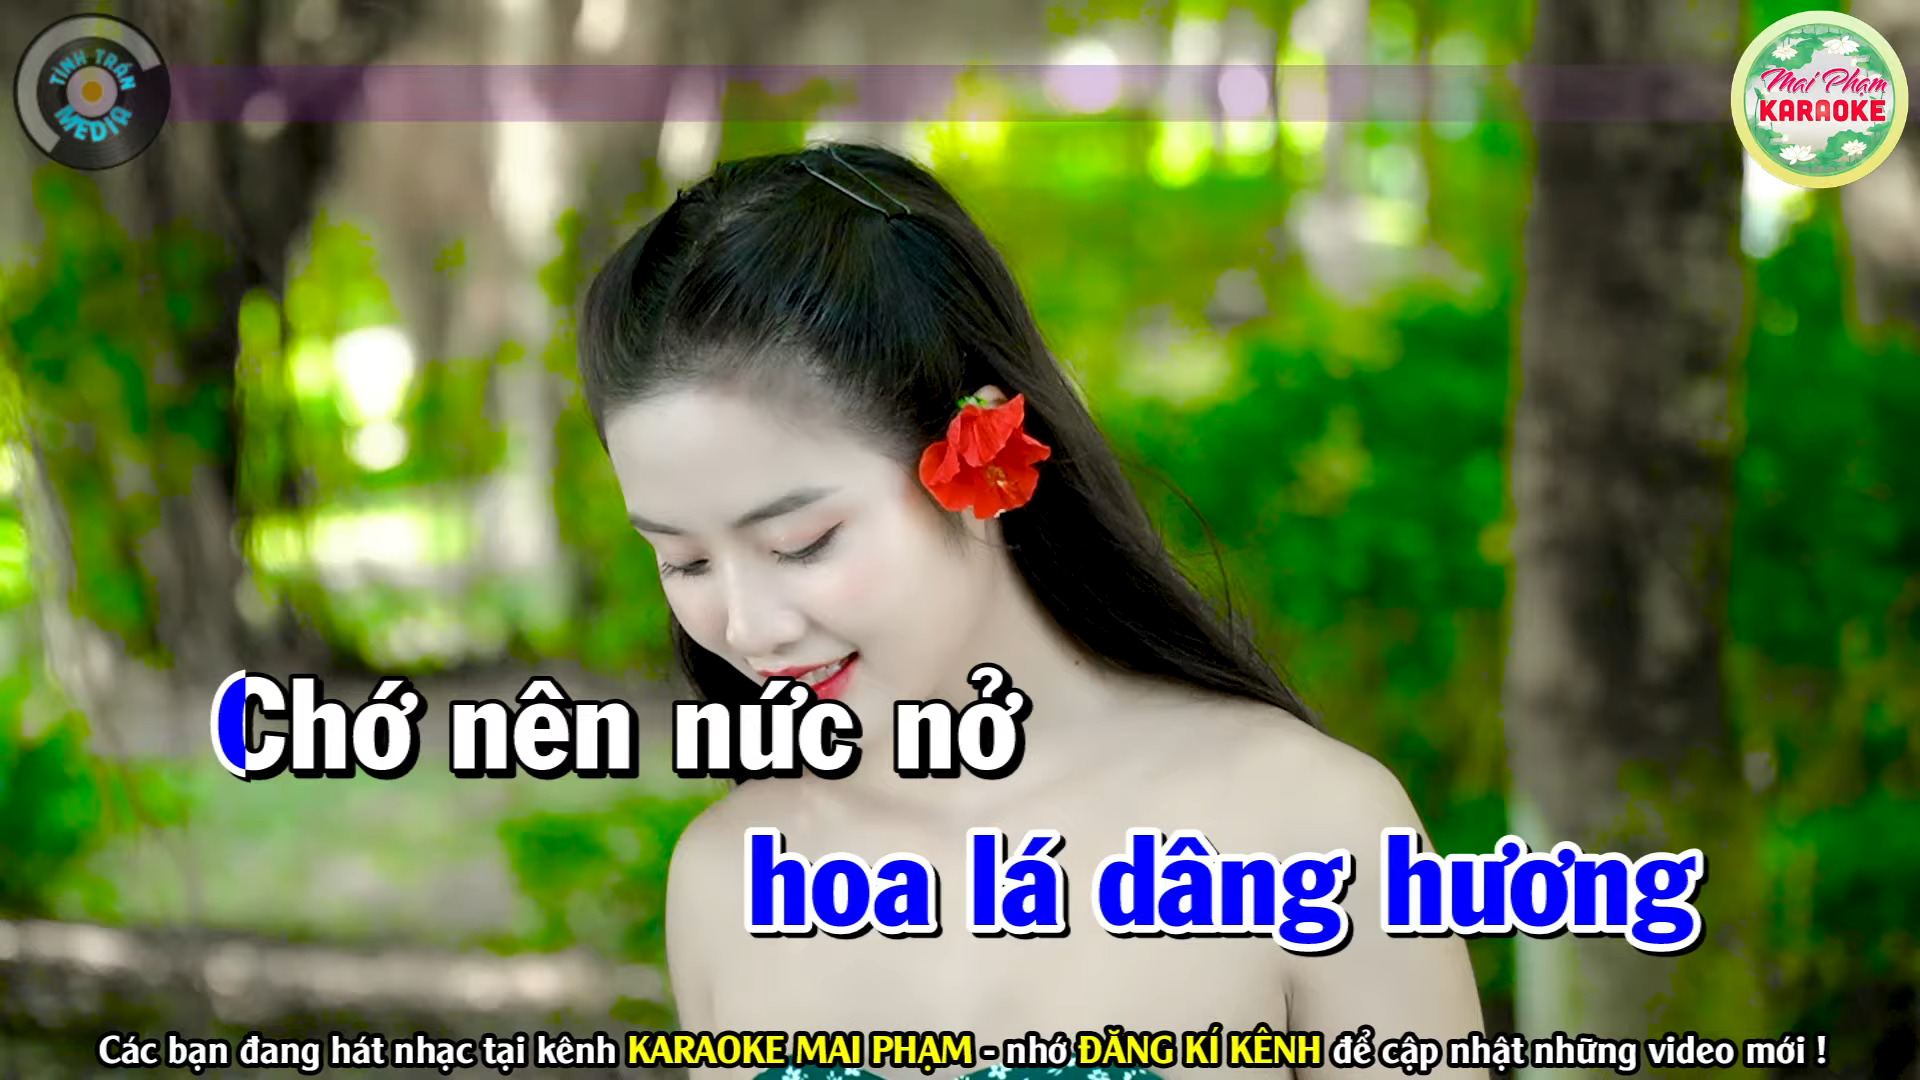 TÌNH TRẦN
MEDIA
Mai Phạm
KARAOKE
Chớ nên nức nở
hoa lá dâng hương
Các bạn đang hát nhạc tại kênh KARAOKE MAI PHẠM - nhớ ĐĂNG KÍ KÊNH để cập nhật những video mới !